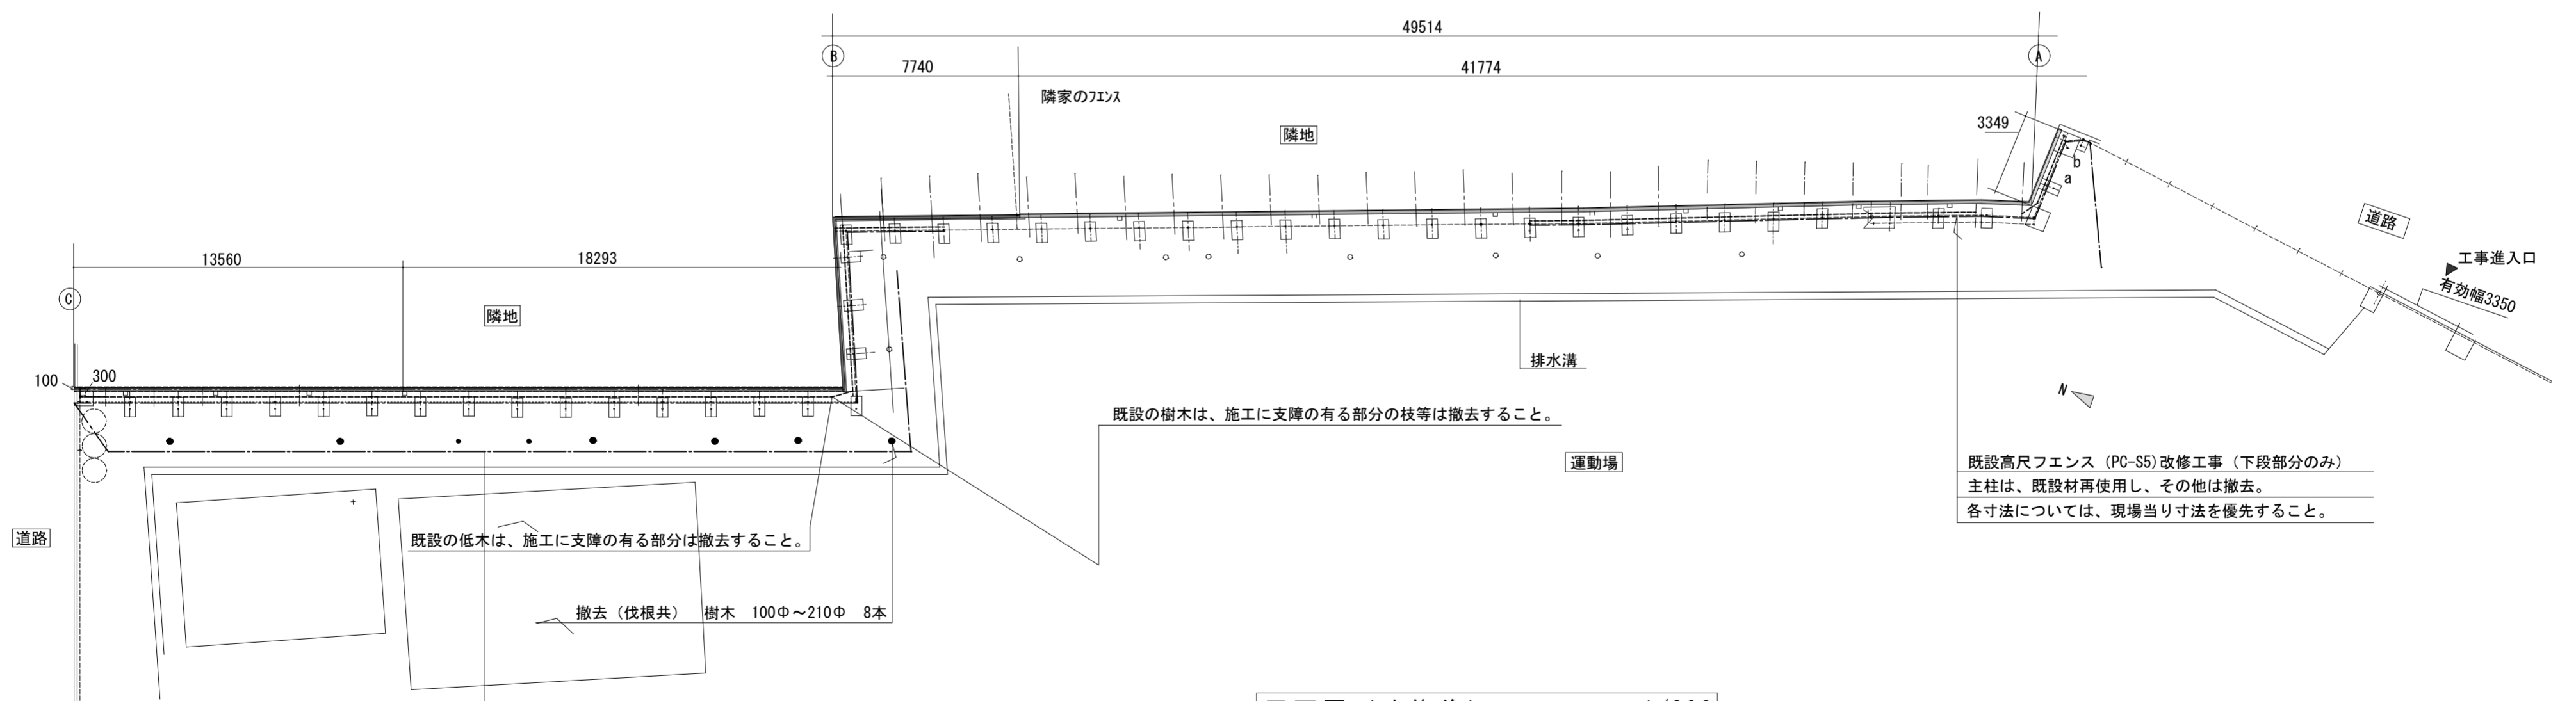 49514
B
A
7740
41774
隣家のﾌｴﾝｽ
隣地
3349
b
a
道路
工事進入口
有効幅3350
13560
18293
C
隣地
100
300
排水溝
N
既設の樹木は、施工に支障の有る部分の枝等は撤去すること。
運動場
既設高尺フエンス（PC-S5)改修工事（下段部分のみ）
主柱は、既設材再使用し、その他は撤去。
各寸法については、現場当り寸法を優先すること。
道路
既設の低木は、施工に支障の有る部分は撤去すること。
撤去（伐根共）　樹木　100Φ～210Φ　8本